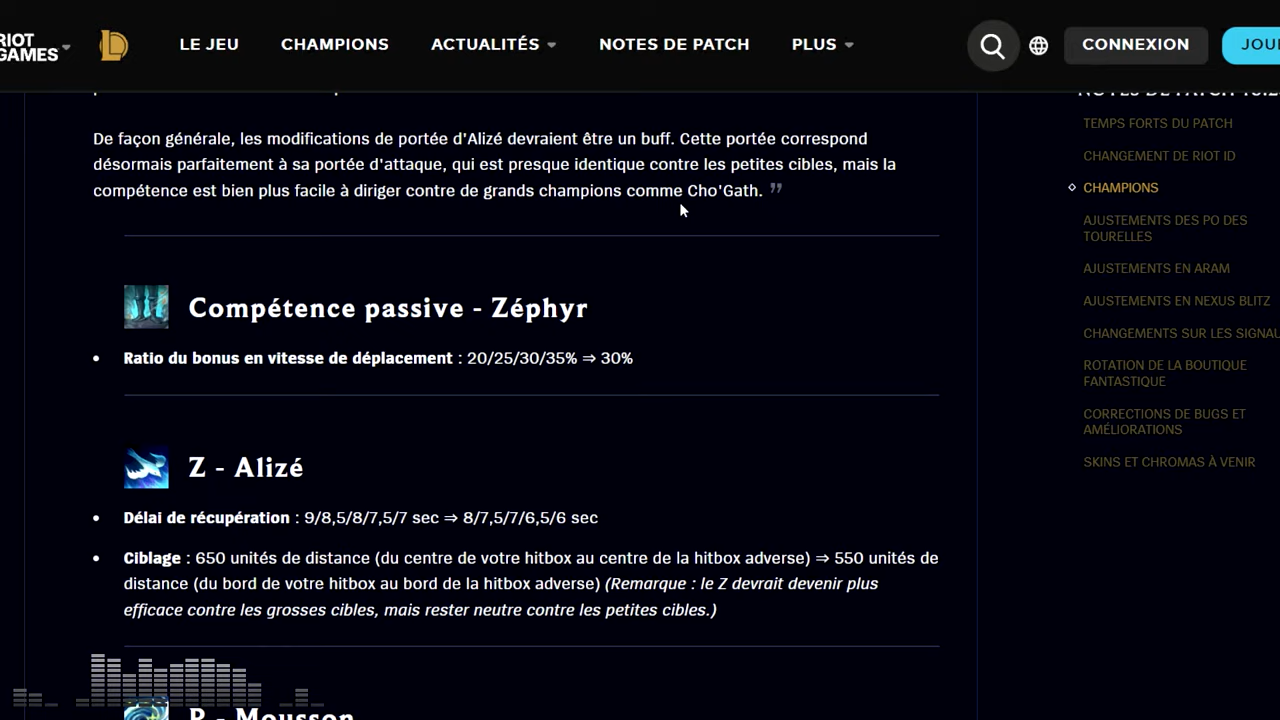 RIOT GAMES
LE JEU
CHAMPIONS
ACTUALITÉS
NOTES DE PATCH
PLUS
CONNEXION
De façon générale, les modifications de portée d'Alizé devraient être un buff. Cette portée correspond
désormais parfaitement à sa portée d'attaque, qui est presque identique contre les petites cibles, mais la
compétence est bien plus facile à diriger contre de grands champions comme Cho'Gath. ”
Compétence passive - Zéphyr
• Ratio du bonus en vitesse de déplacement : 20/25/30/35% ⇒ 30%
Z - Alizé
• Délai de récupération : 9/8,5/8/7,5/7 sec ⇒ 8/7,5/7/6,5/6 sec
• Ciblage : 650 unités de distance (du centre de votre hitbox au centre de la hitbox adverse) ⇒ 550 unités de
distance (du bord de votre hitbox au bord de la hitbox adverse) (Remarque : le Z devrait devenir plus
efficace contre les grosses cibles, mais rester neutre contre les petites cibles.)
R - Mousson
NOTES DE PATCH
TEMPS FORTS DU PATCH
CHANGEMENT DE RIOT ID
CHAMPIONS
AJUSTEMENTS DES PO DES
TOURELLES
AJUSTEMENTS EN ARAM
AJUSTEMENTS EN NEXUS BLITZ
CHANGEMENTS SUR LES SIGNAU
ROTATION DE LA BOUTIQUE
FANTASTIQUE
CORRECTIONS DE BUGS ET
AMÉLIORATIONS
SKINS ET CHROMAS À VENIR